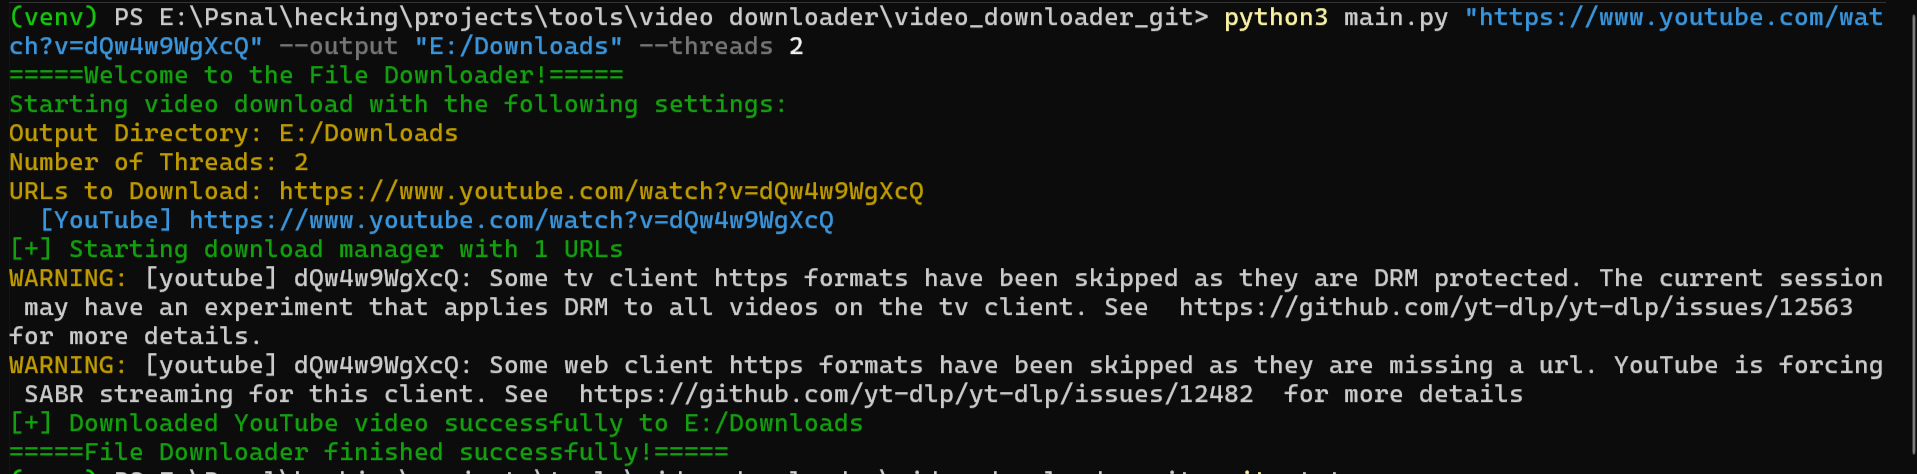 (venv) PS E:\Psnal\hecking\projects\tools\video downloader\video_downloader_git> python3 main.py "https://www.youtube.com/wat
ch?v=dQw4w9WgXcQ" --output "E:/Downloads" --threads 2
=====Welcome to the File Downloader!=====
Starting video download with the following settings:
Output Directory: E:/Downloads
Number of Threads: 2
URLs to Download: https://www.youtube.com/watch?v=dQw4w9WgXcQ
  [YouTube] https://www.youtube.com/watch?v=dQw4w9WgXcQ
[+] Starting download manager with 1 URLs
WARNING: [youtube] dQw4w9WgXcQ: Some tv client https formats have been skipped as they are DRM protected. The current session
 may have an experiment that applies DRM to all videos on the tv client. See  https://github.com/yt-dlp/yt-dlp/issues/12563
for more details.
WARNING: [youtube] dQw4w9WgXcQ: Some web client https formats have been skipped as they are missing a url. YouTube is forcing
 SABR streaming for this client. See  https://github.com/yt-dlp/yt-dlp/issues/12482  for more details
[+] Downloaded YouTube video successfully to E:/Downloads
=====File Downloader finished successfully!=====